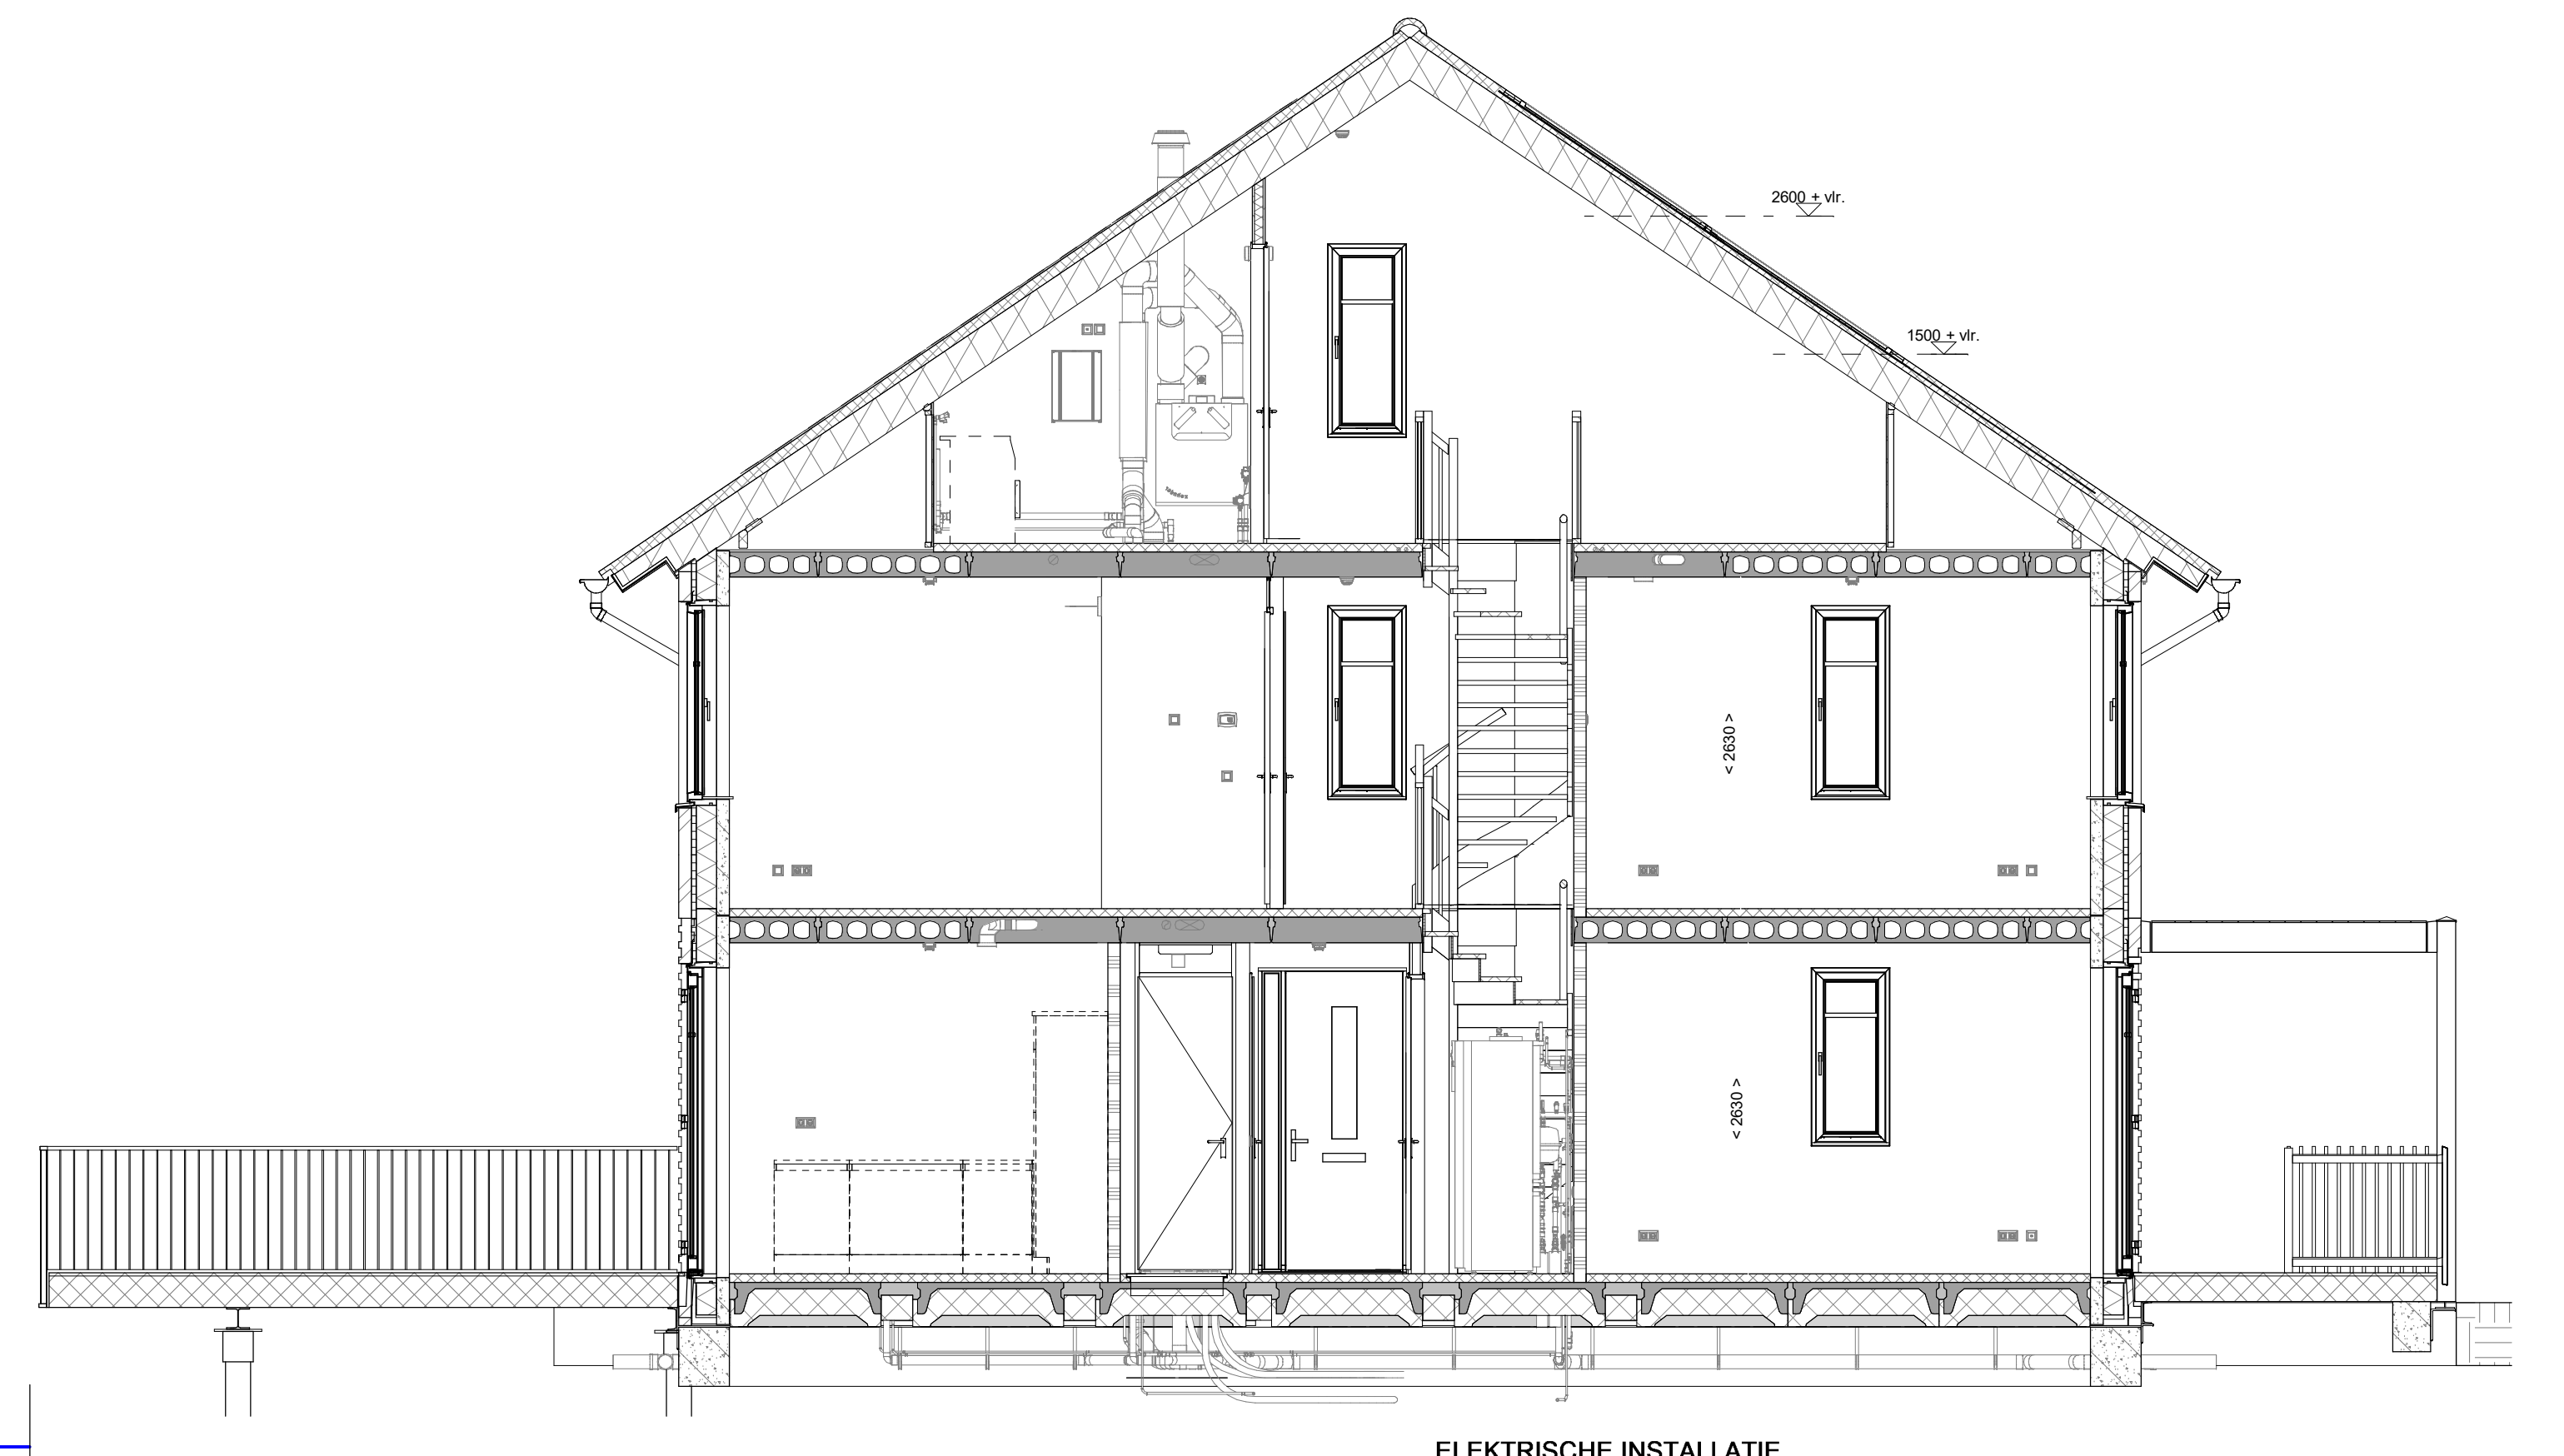 2600 + vlr.
1500 + vlr.
< 2630 >
< 2630 >
ELEKTRISCHE INSTALLATIE